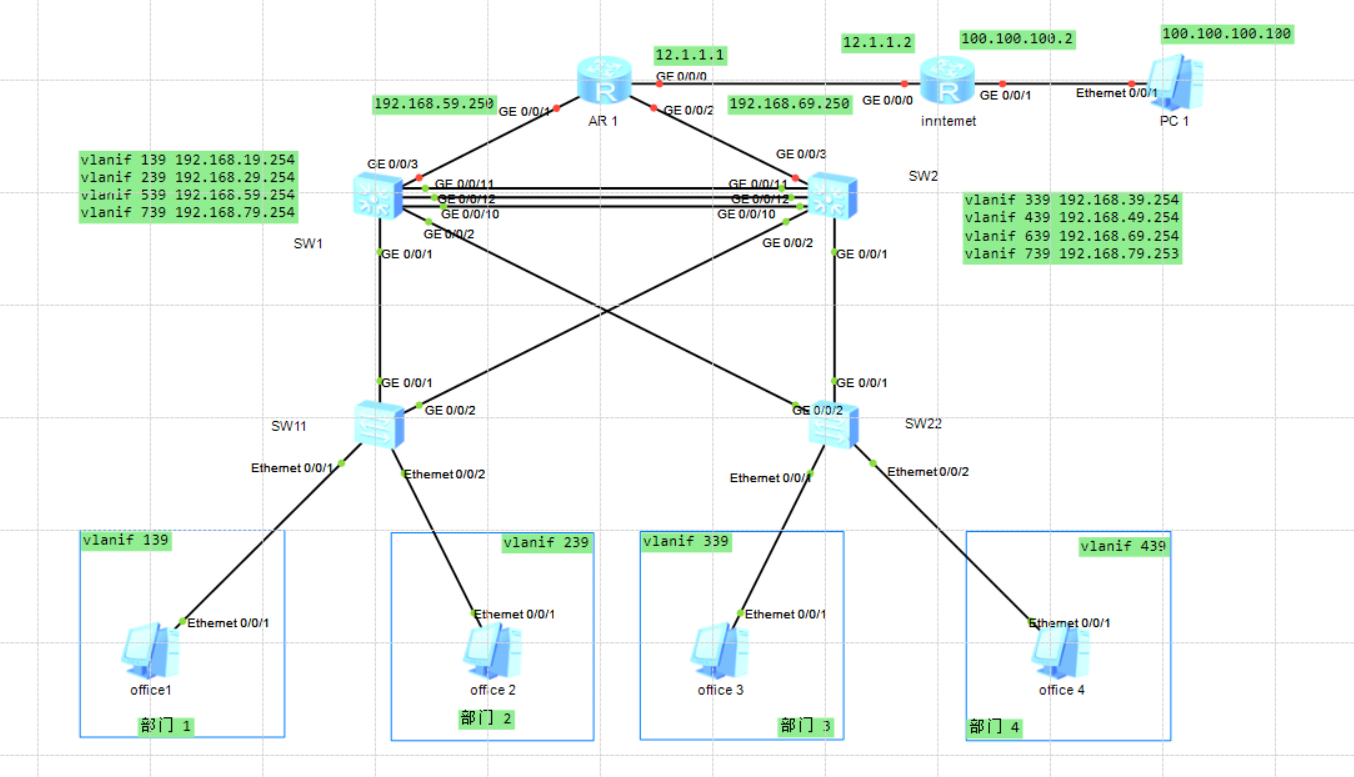 100.100.100.100
100.100.100.2
12.1.1.2
12.1.1.1
GE 0/0/0
GE 0/0/0
GE 0/0/1
Ethernet 0/0/1
192.168.59.250
GE 0/0/1
GE 0/0/2
192.168.69.250
AR 1
inntemet
PC 1
vlanif 139 192.168.19.254
vlanif 239 192.168.29.254
vlanif 539 192.168.59.254
vlanif 739 192.168.79.254
GE 0/0/3
GE 0/0/3
SW2
GE 0/0/11
GE 0/0/11
GE 0/0/12
GE 0/0/12
GE 0/0/10
GE 0/0/10
GE 0/0/2
GE 0/0/2
SW1
GE 0/0/1
GE 0/0/1
vlanif 339 192.168.39.254
vlanif 439 192.168.49.254
vlanif 639 192.168.69.254
vlanif 739 192.168.79.253
GE 0/0/1
GE 0/0/1
GE 0/0/2
GE 0/0/2
SW11
SW22
Ethernet 0/0/1
Ethernet 0/0/2
Ethernet 0/0/1
Ethernet 0/0/2
vlanif 139
vlanif 239
vlanif 339
vlanif 439
Ethernet 0/0/1
Ethernet 0/0/1
Ethernet 0/0/1
Ethernet 0/0/1
office1
office 2
office 3
office 4
部门 1
部门 2
部门 3
部门 4